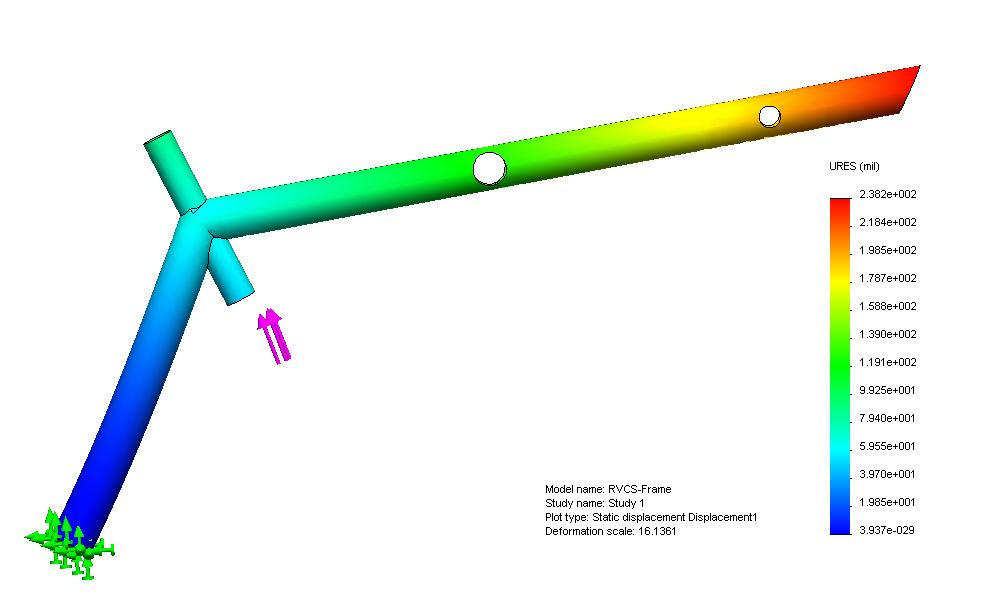 URES (mil)
2.382e+002
2.184e+002
1.985e+002
1.787e+002
1.588e+002
1.390e+002
1.191e+002
9.925e+001
7.940e+001
5.955e+001
3.970e+001
1.985e+001
3.937e-029
Model name: RVCS-Frame
Study name: Study 1
Plot type: Static displacement Displacement1
Deformation scale: 16.1361